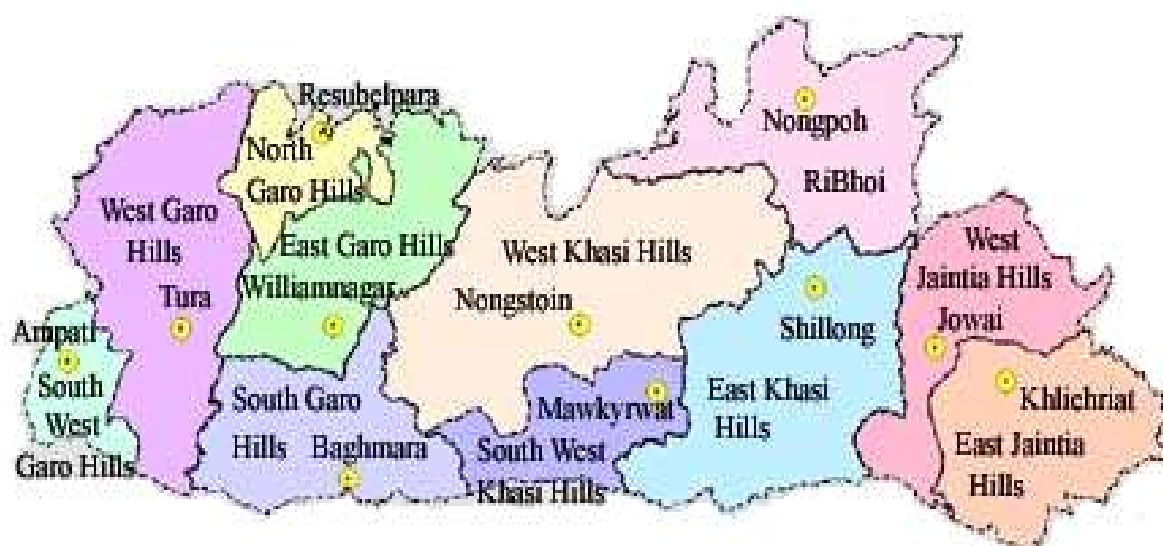 Resubelpara
North
Garo Hills
West Garo
Hills
Tura
East Garo Hills
Williamnagar
Ampati
South
West
Garo Hills
South Garo
Hills
Baghmara
West Khasi Hills
Nongstoin
Mawkyrwat
South West
Khasi Hills
Nongpoh
RiBhoi
Shillong
East Khasi
Hills
West
Jaintia Hills
Jowai
Khliehriat
East Jaintia
Hills